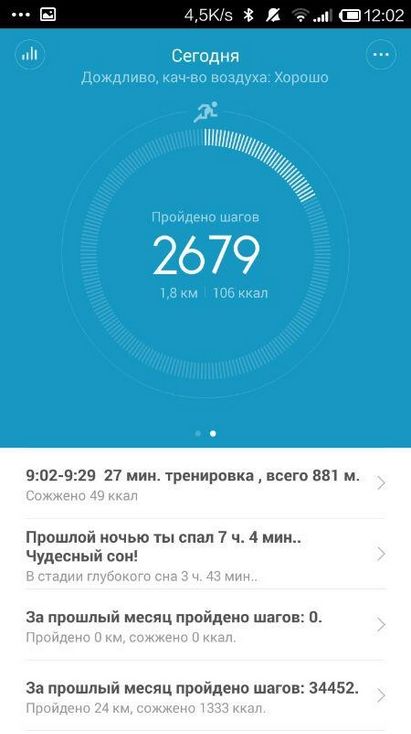 4,5K/s 12:02
Сегодня
Дождливо, кач-во воздуха: Хорошо
Пройдено шагов
2679
1,8 км 106 ккал
9:02-9:29 27 мин. тренировка , всего 881 м.
Сожжено 49 ккал
Прошлой ночью ты спал 7 ч. 4 мин..
Чудесный сон!
В стадии глубокого сна 3 ч. 43 мин..
За прошлый месяц пройдено шагов: 0.
Пройдено 0 км, сожжено 0 ккал.
За прошлый месяц пройдено шагов: 34452.
Пройдено 24 км, сожжено 1333 ккал.